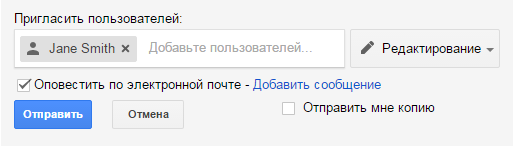 Пригласить пользователей:
Jane Smith × Добавьте пользователей... Редактирование
Оповестить по электронной почте - Добавить сообщение
Отправить Отмена Отправить мне копию